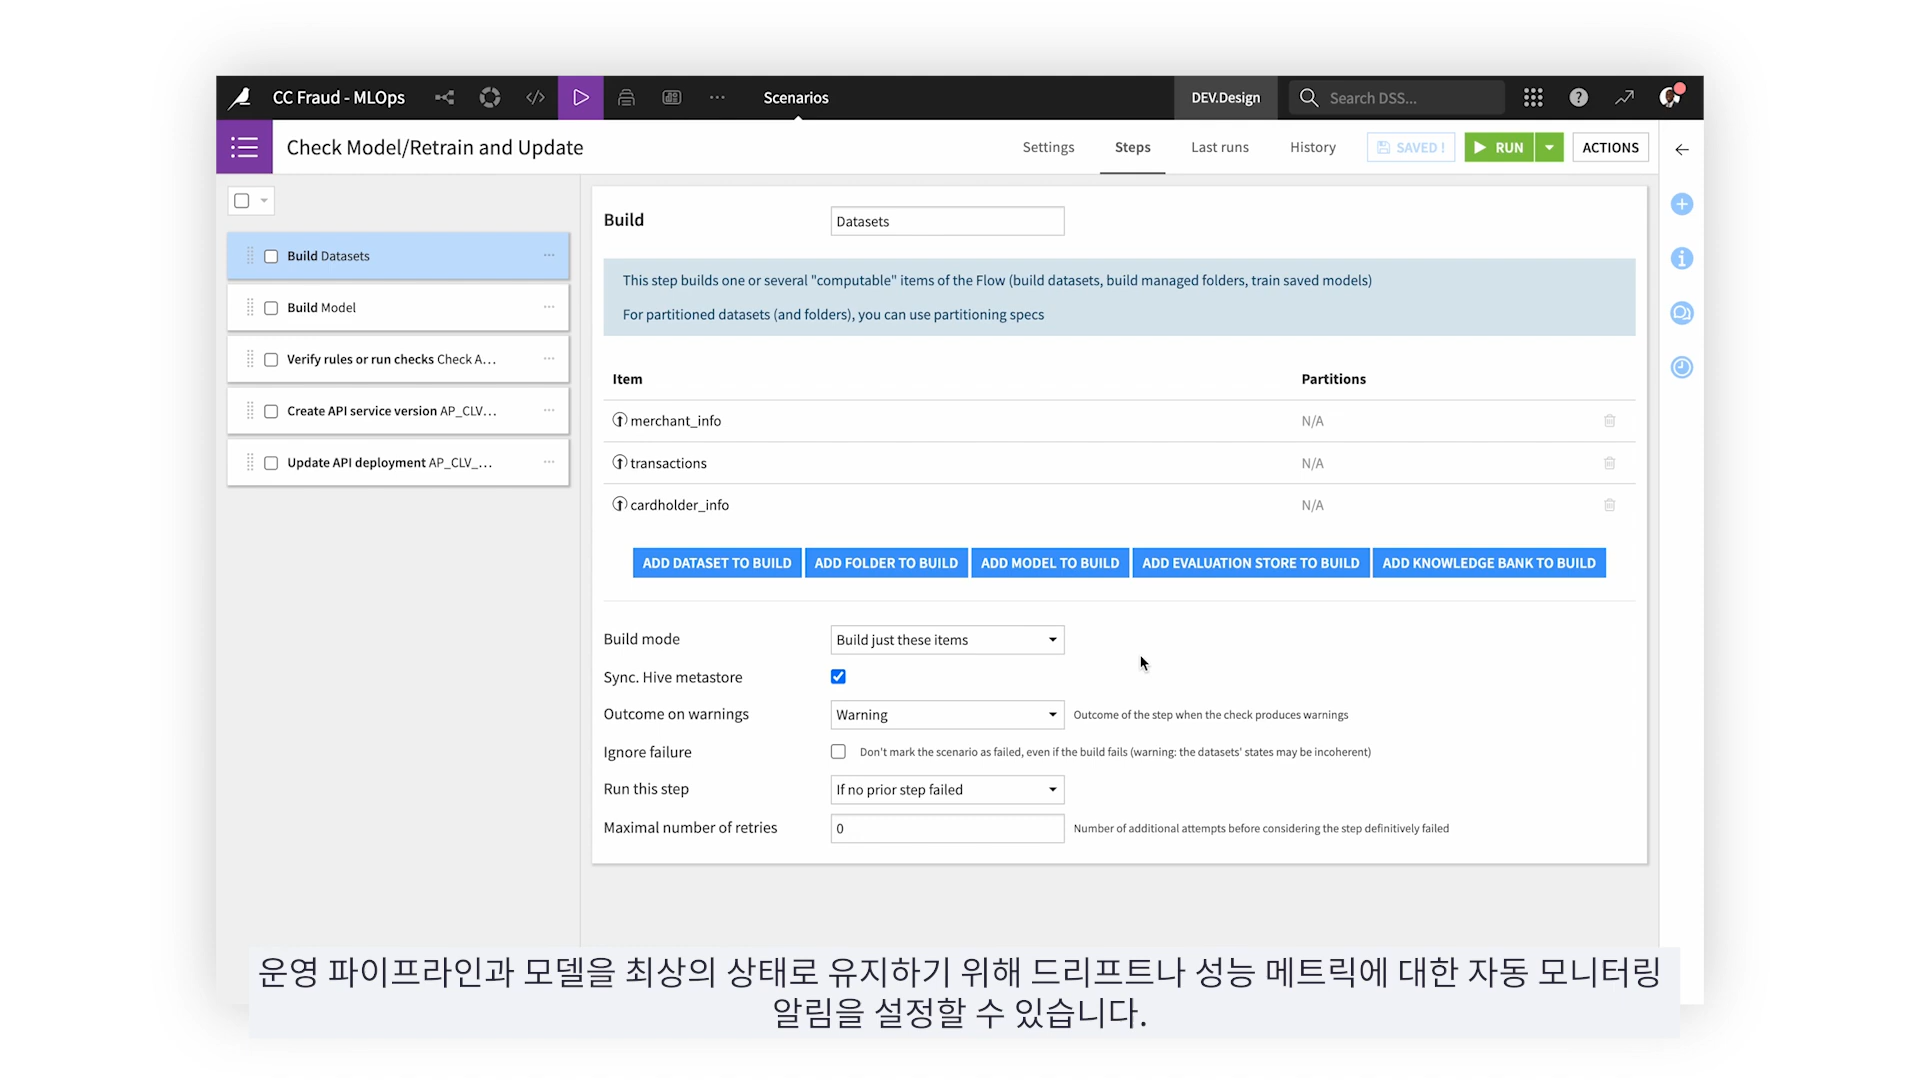 CC Fraud - MLOps
Scenarios
DEV.Design
Search DSS...
Check Model/Retrain and Update
Settings
Steps
Last runs
History
SAVED !
RUN
ACTIONS
Build Datasets
Build Model
Verify rules or run checks Check A...
Create API service version AP_CLV...
Update API deployment AP_CLV_...
Build
Datasets
This step builds one or several "computable" items of the Flow (build datasets, build managed folders, train saved models)
For partitioned datasets (and folders), you can use partitioning specs
Item Partitions
merchant_info N/A
transactions N/A
cardholder_info N/A
ADD DATASET TO BUILD
ADD FOLDER TO BUILD
ADD MODEL TO BUILD
ADD EVALUATION STORE TO BUILD
ADD KNOWLEDGE BANK TO BUILD
Build mode Build just these items
Sync. Hive metastore
Outcome on warnings Warning Outcome of the step when the check produces warnings
Ignore failure Don't mark the scenario as failed, even if the build fails (warning: the datasets' states may be incoherent)
Run this step If no prior step failed
Maximal number of retries 0 Number of additional attempts before considering the step definitively failed
운영 파이프라인과 모델을 최상의 상태로 유지하기 위해 드리프트나 성능 메트릭에 대한 자동 모니터링
알림을 설정할 수 있습니다.